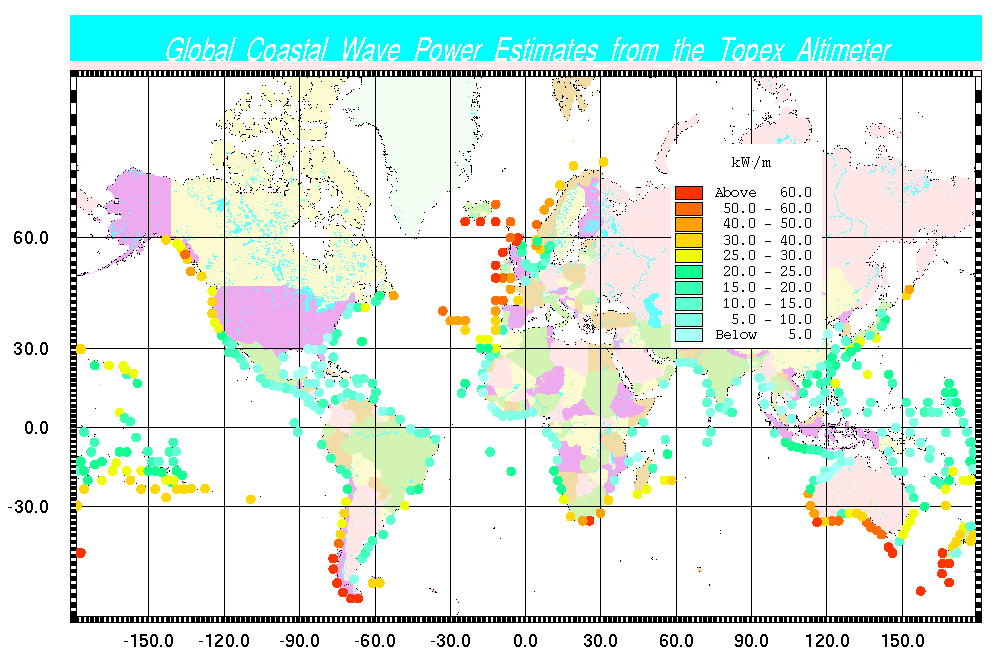 Global Coastal Wave Power Estimates from the Topex Altimeter
kW/m
Above 60.0
50.0 - 60.0
40.0 - 50.0
30.0 - 40.0
25.0 - 30.0
20.0 - 25.0
15.0 - 20.0
10.0 - 15.0
5.0 - 10.0
Below 5.0
60.0
30.0
0.0
-30.0
-150.0 -120.0 -90.0 -60.0 -30.0 0.0 30.0 60.0 90.0 120.0 150.0